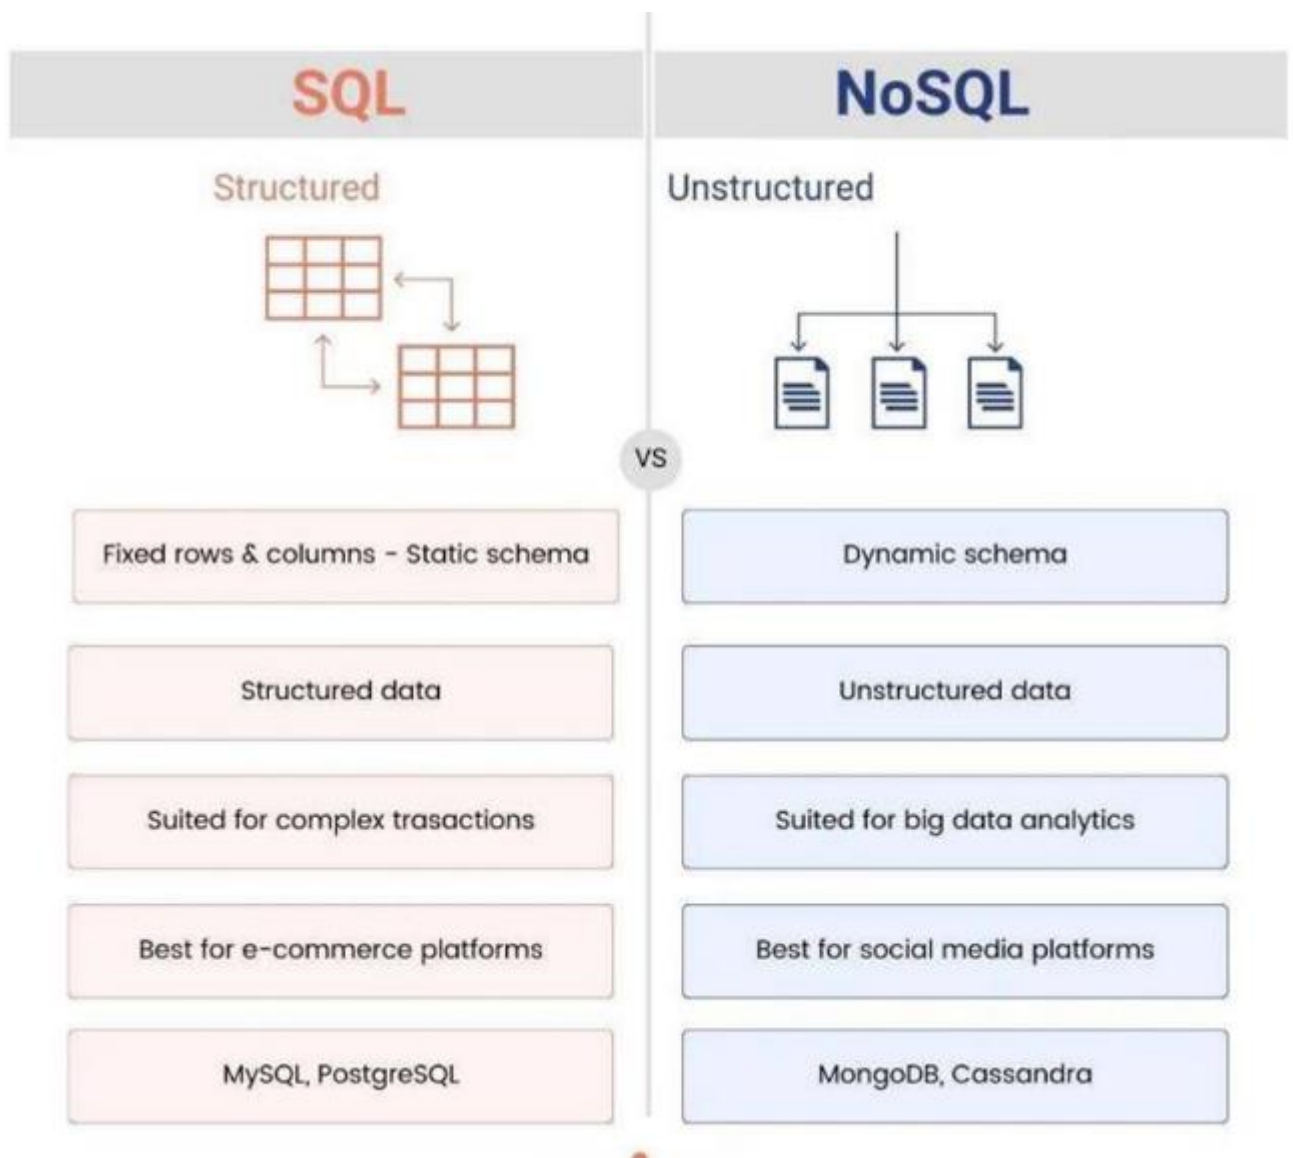 SQL
NoSQL
Structured
Unstructured
VS
Fixed rows & columns - Static schema
Dynamic schema
Structured data
Unstructured data
Suited for complex trasactions
Suited for big data analytics
Best for e-commerce platforms
Best for social media platforms
MySQL, PostgreSQL
MongoDB, Cassandra